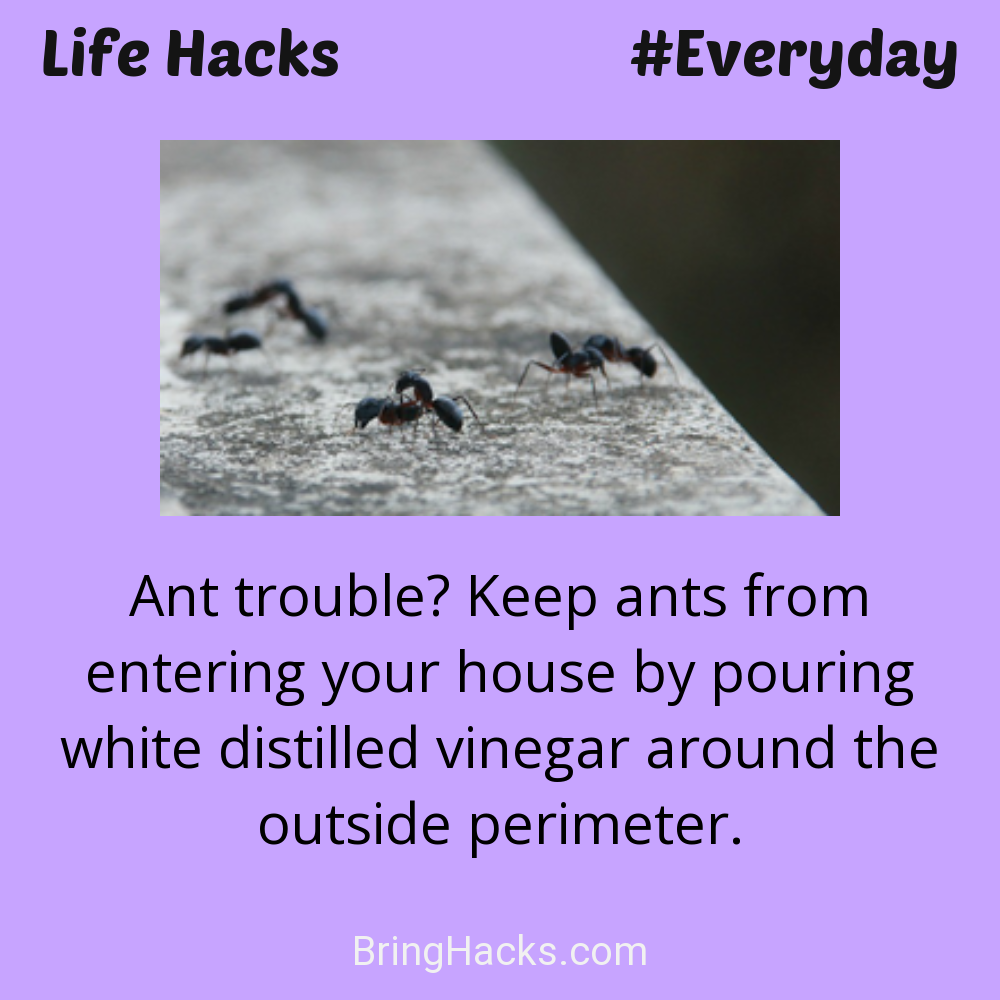 Life Hacks
#Everyday
Ant trouble? Keep ants from
entering your house by pouring
white distilled vinegar around the
outside perimeter.
BringHacks.com